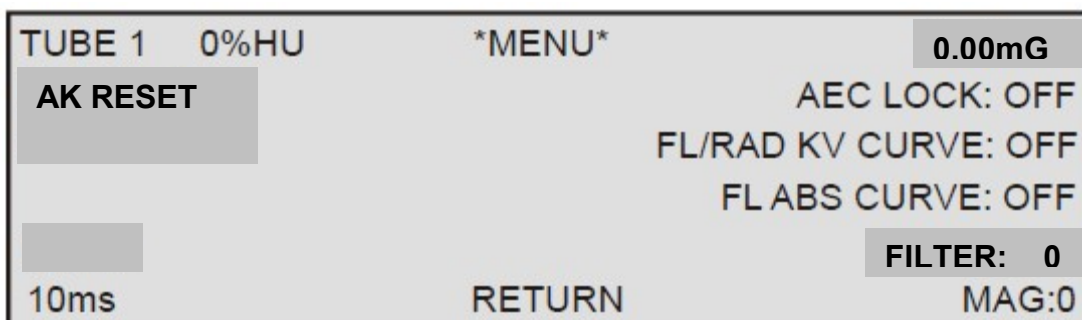 TUBE 1 0%HU *MENU* 0.00mG
AK RESET AEC LOCK: OFF
FL/RAD KV CURVE: OFF
FL ABS CURVE: OFF
FILTER: 0
10ms RETURN MAG:0